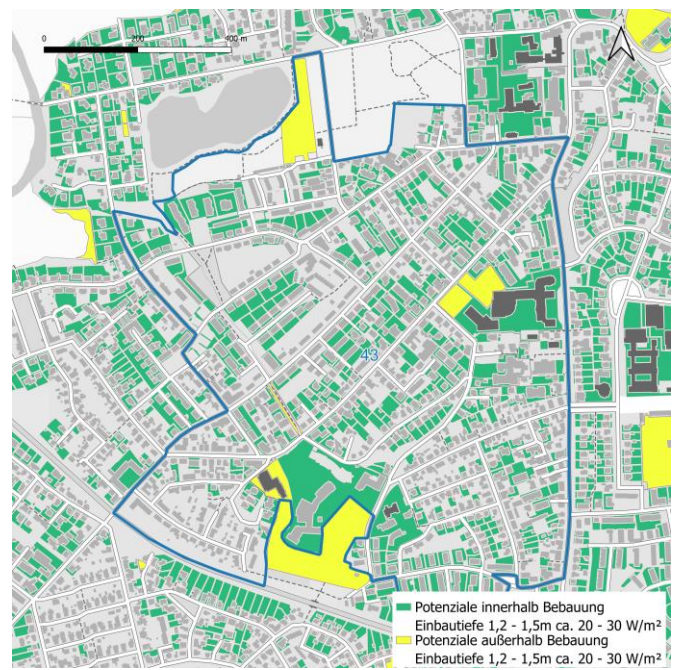 0 200 400 m
43
Potenziale innerhalb Bebauung
Einbautiefe 1,2 - 1,5m ca. 20 - 30 W/m²
Potenziale außerhalb Bebauung
Einbautiefe 1,2 - 1,5m ca. 20 - 30 W/m²